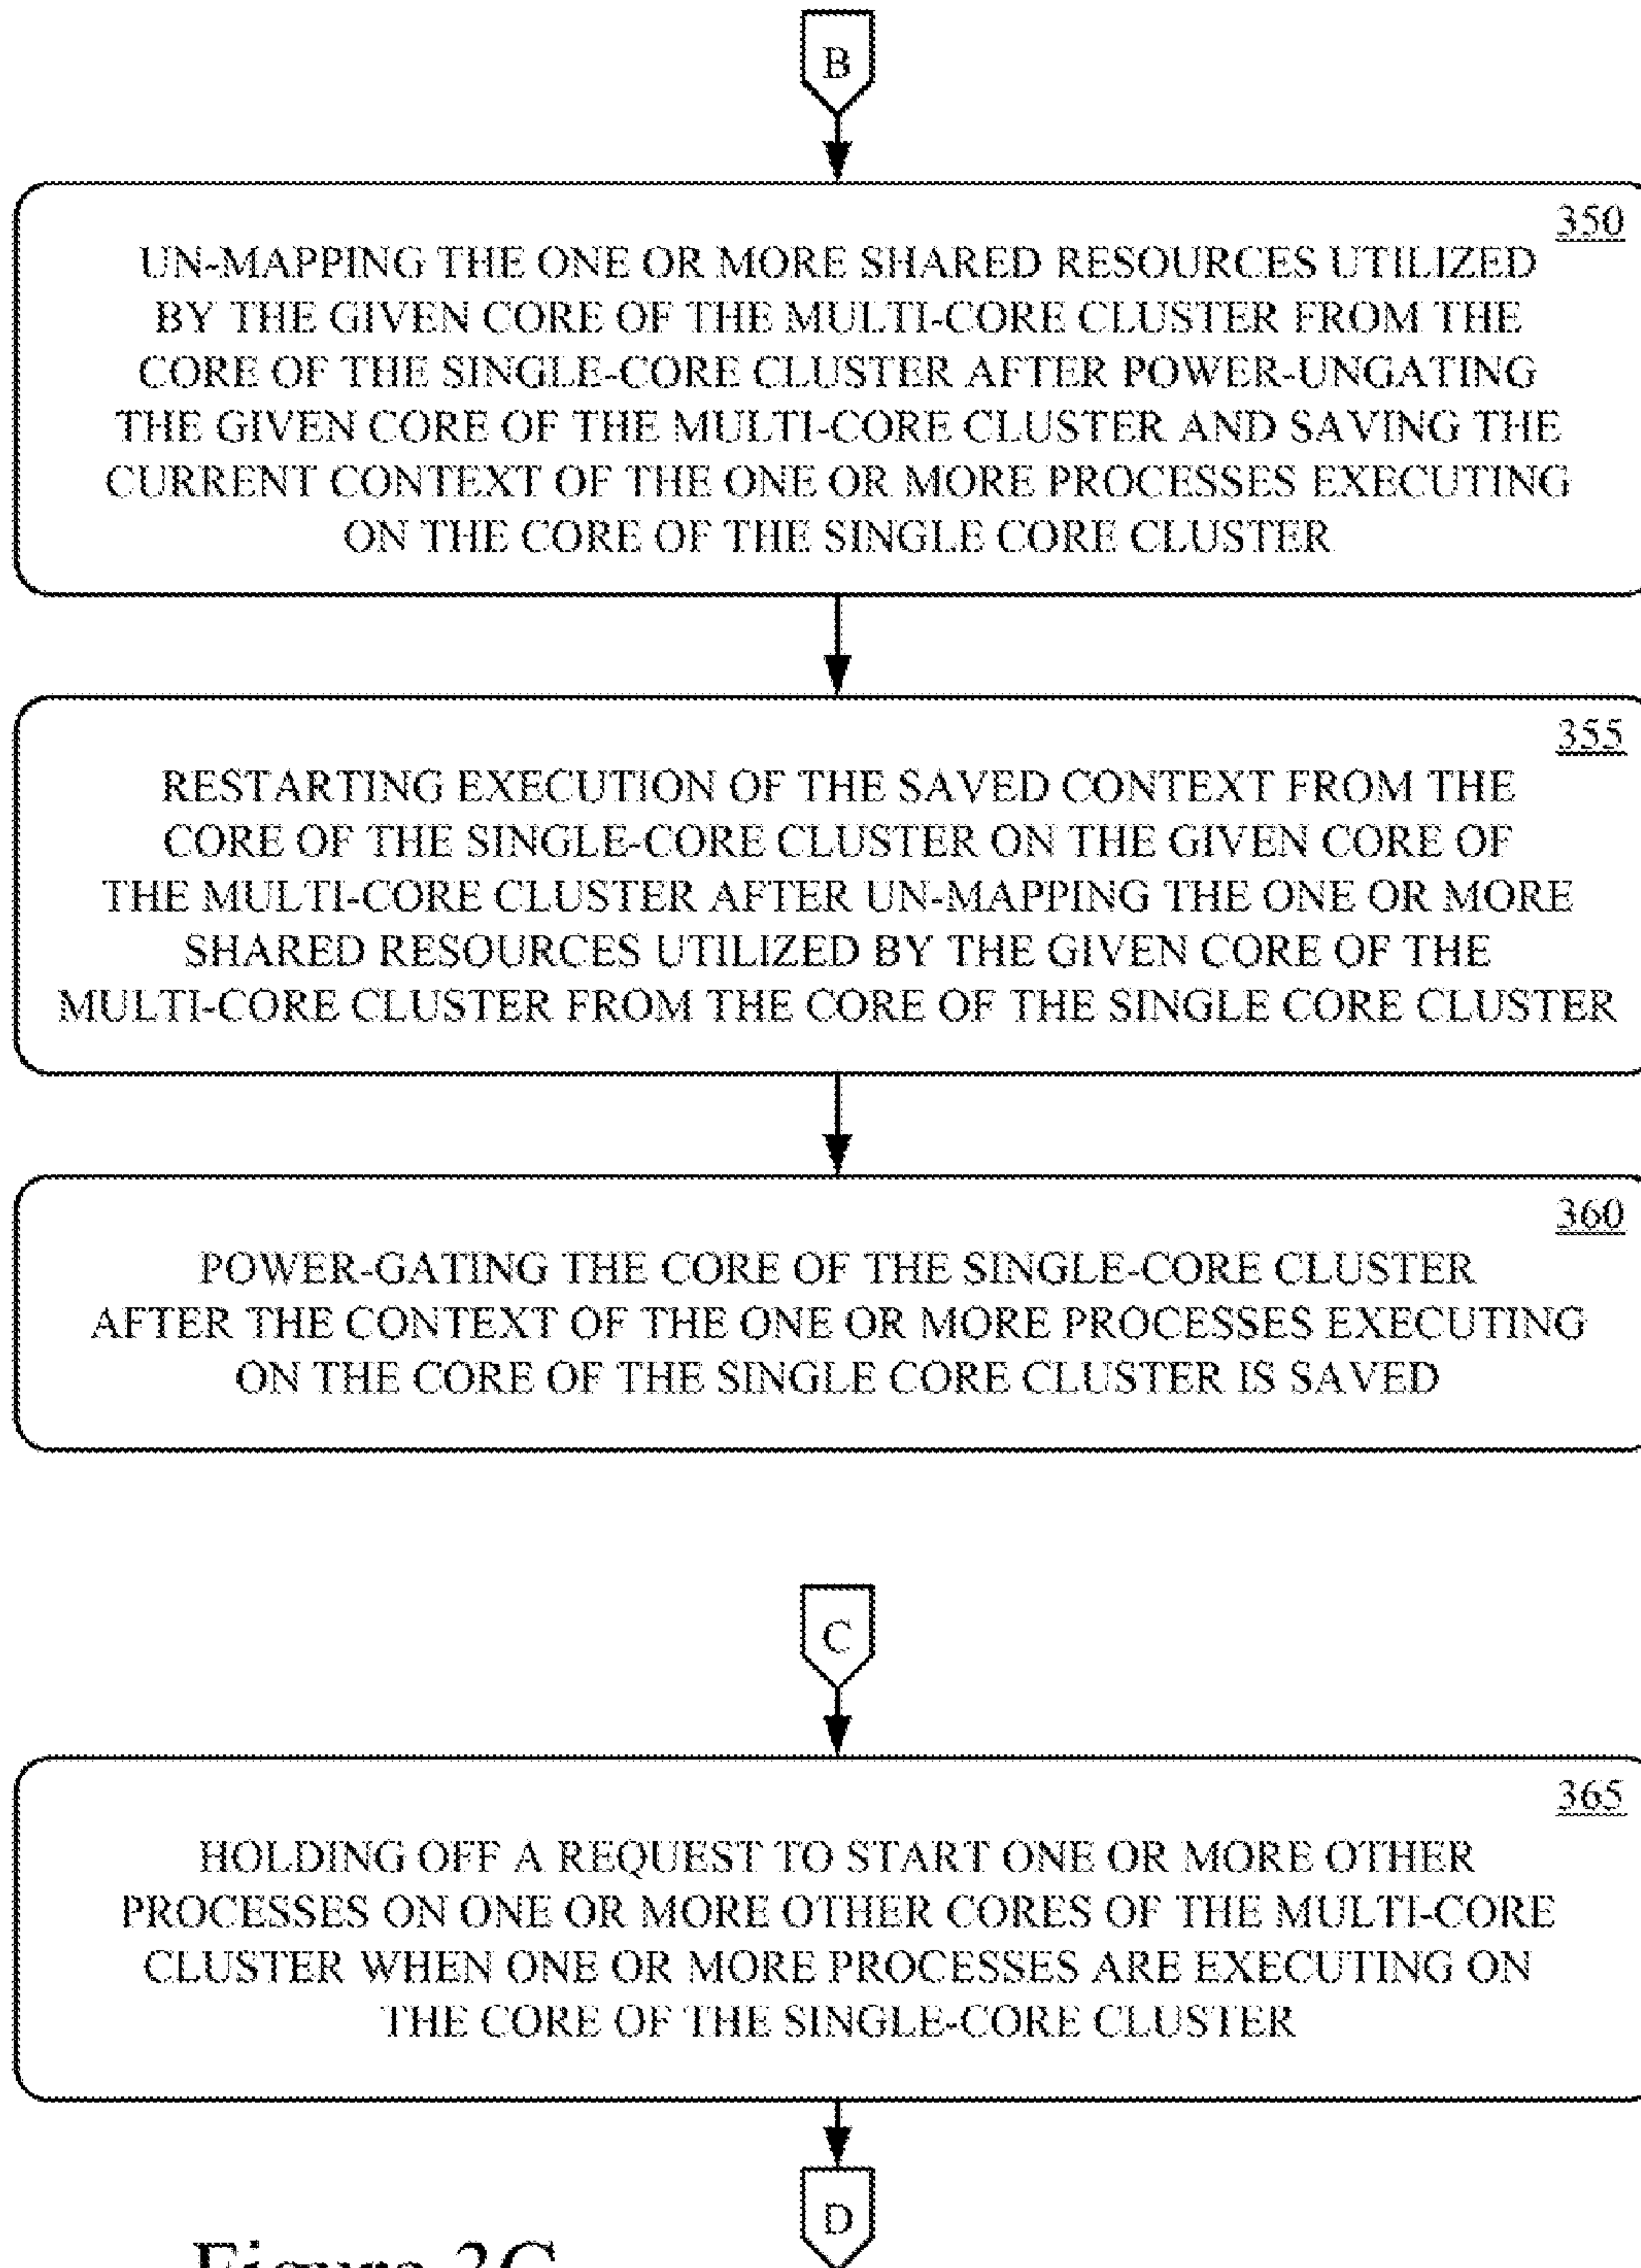 B
350
UN-MAPPING THE ONE OR MORE SHARED RESOURCES UTILIZED
BY THE GIVEN CORE OF THE MULTI-CORE CLUSTER FROM THE
CORE OF THE SINGLE-CORE CLUSTER AFTER POWER-UNGATING
THE GIVEN CORE OF THE MULTI-CORE CLUSTER AND SAVING THE
CURRENT CONTEXT OF THE ONE OR MORE PROCESSES EXECUTING
ON THE CORE OF THE SINGLE CORE CLUSTER
355
RESTARTING EXECUTION OF THE SAVED CONTEXT FROM THE
CORE OF THE SINGLE-CORE CLUSTER ON THE GIVEN CORE OF
THE MULTI-CORE CLUSTER AFTER UN-MAPPING THE ONE OR MORE
SHARED RESOURCES UTILIZED BY THE GIVEN CORE OF THE
MULTI-CORE CLUSTER FROM THE CORE OF THE SINGLE CORE CLUSTER
360
POWER-GATING THE CORE OF THE SINGLE-CORE CLUSTER
AFTER THE CONTEXT OF THE ONE OR MORE PROCESSES EXECUTING
ON THE CORE OF THE SINGLE CORE CLUSTER IS SAVED
C
365
HOLDING OFF A REQUEST TO START ONE OR MORE OTHER
PROCESSES ON ONE OR MORE OTHER CORES OF THE MULTI-CORE
CLUSTER WHEN ONE OR MORE PROCESSES ARE EXECUTING ON
THE CORE OF THE SINGLE-CORE CLUSTER
D
Figure 3C